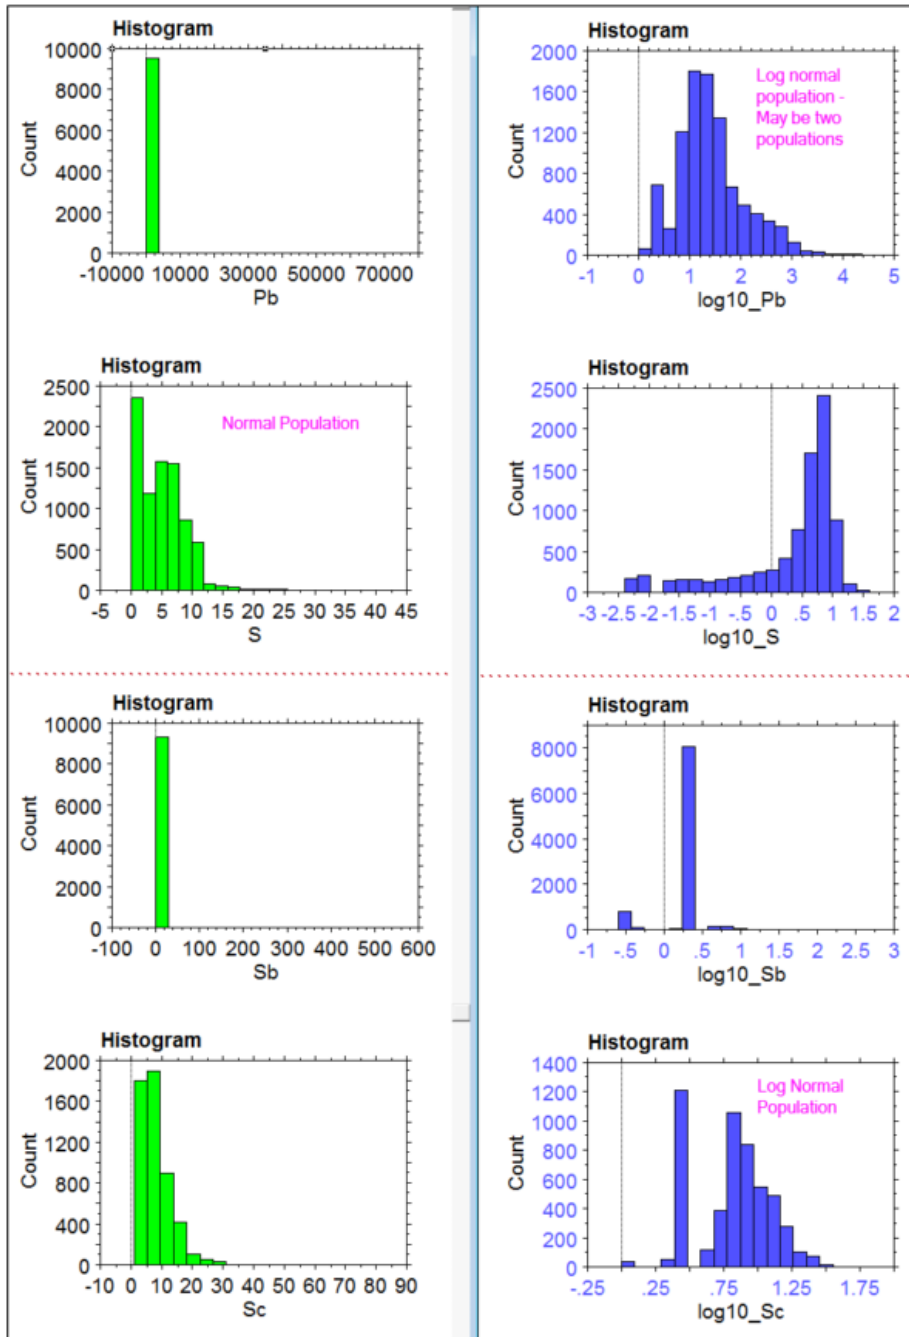 Histogram
10000
8000
6000
4000
2000
0
Count
-10000 10000 30000 50000 70000
Pb
Histogram
2000
1600
1200
800
400
0
Count
Log normal
population -
May be two
populations
-1 0 1 2 3 4 5
log10_Pb
Histogram
2500
2000
1500
1000
500
0
Count
Normal Population
-5 0 5 10 15 20 25 30 35 40 45
S
Histogram
2500
2000
1500
1000
500
0
Count
-3 -2.5 -2 -1.5 -1 -.5 0 .5 1 1.5 2
log10_S
Histogram
10000
8000
6000
4000
2000
0
Count
-100 0 100 200 300 400 500 600
Sb
Histogram
8000
6000
4000
2000
0
Count
-1 -.5 0 .5 1 1.5 2 2.5 3
log10_Sb
Histogram
2000
1600
1200
800
400
0
Count
-10 0 10 20 30 40 50 60 70 80 90
Sc
Histogram
1400
1200
1000
800
600
400
200
0
Count
Log Normal
Population
-.25 .25 .75 1.25 1.75
log10_Sc